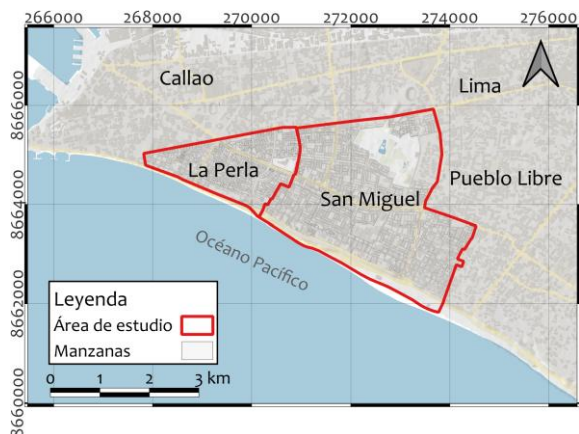 266000 268000 270000 272000 274000 276000
8666000
8664000
8662000
8660000
Callao
Lima
La Perla
Pueblo Libre
San Miguel
Océano Pacífico
Leyenda
Área de estudio
Manzanas
0 1 2 3 km